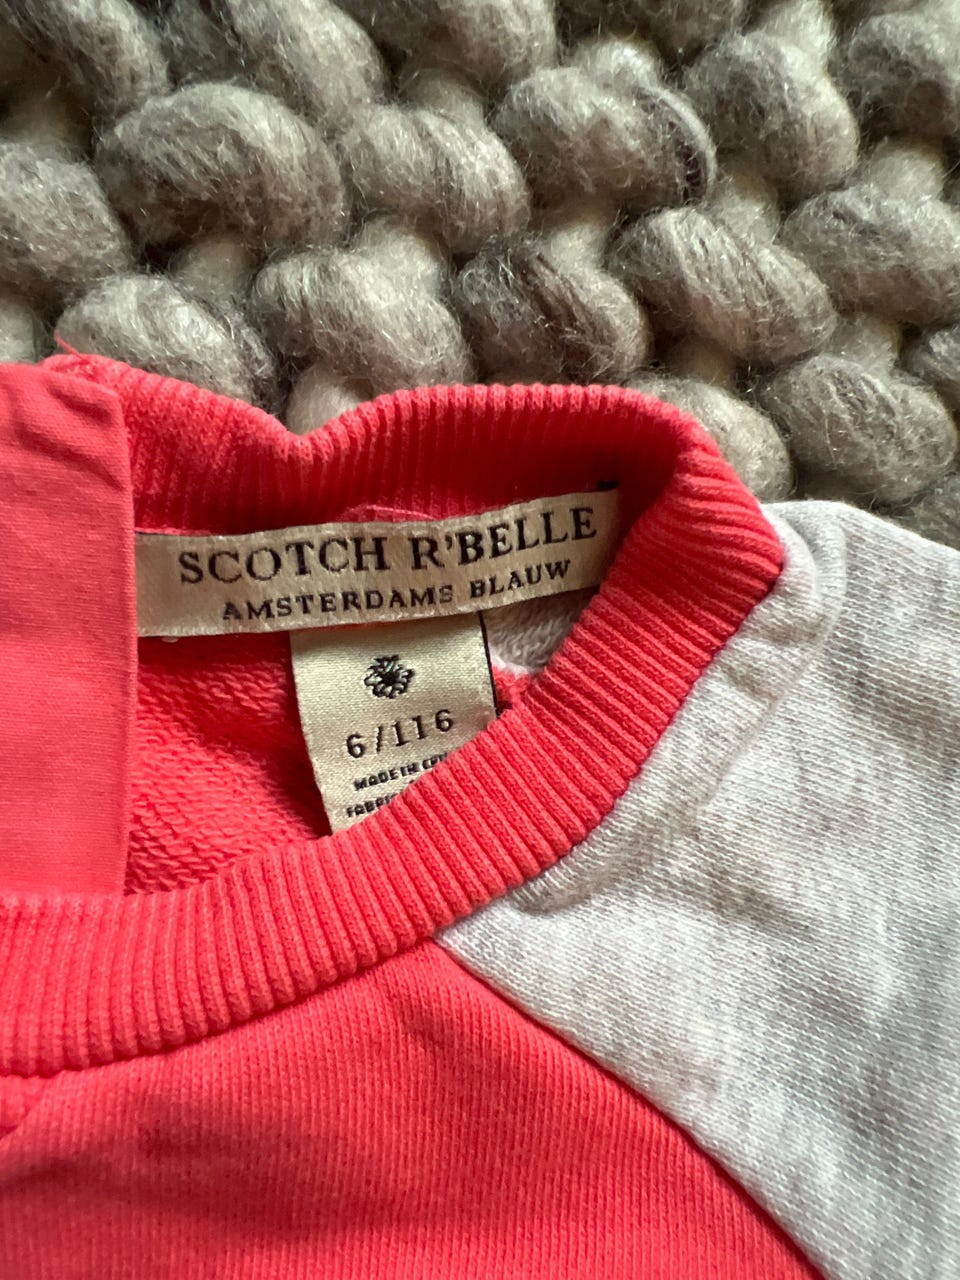 SCOTCH R'BELLE
AMSTERDAMS BLAUW
6/116
MADE IN